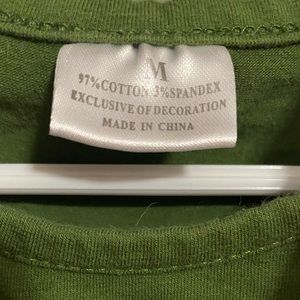 M
97%COTTON 3%SPANDEX
EXCLUSIVE OF DECORATION
MADE IN CHINA